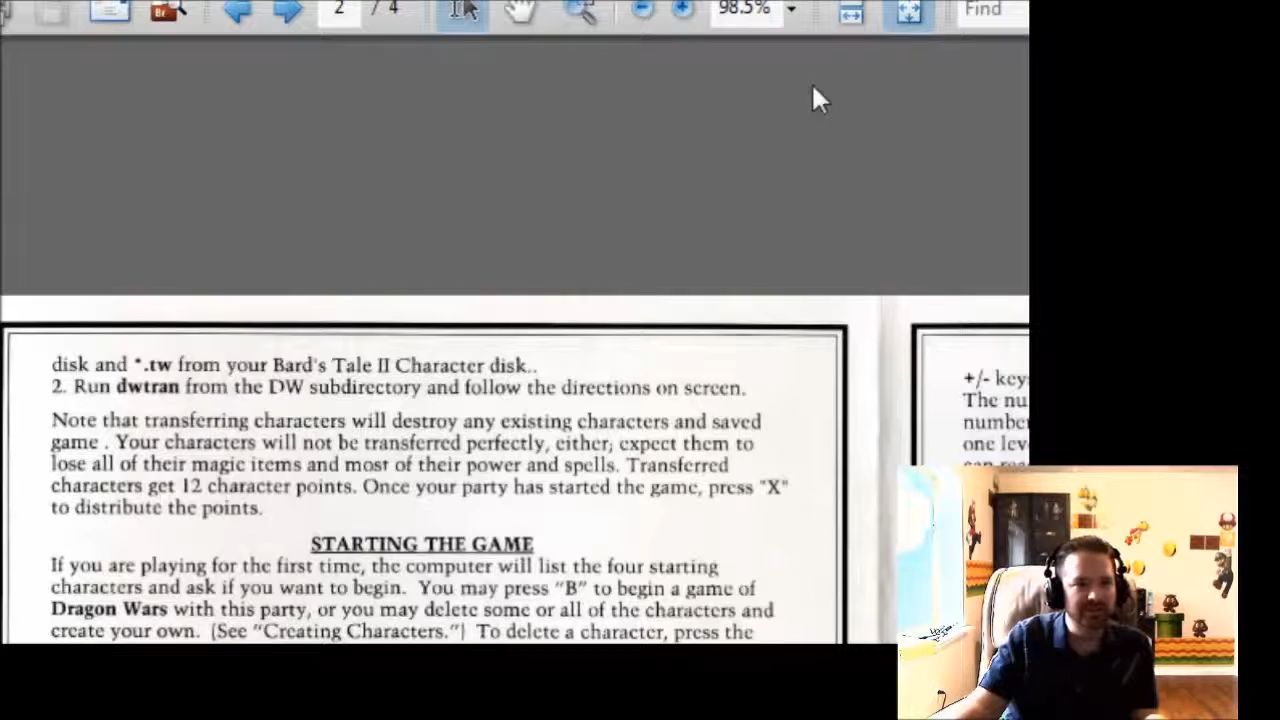 2 / 4
98.5%
Find
disk and *.tw from your Bard's Tale II Character disk..
2. Run dwtran from the DW subdirectory and follow the directions on screen.
Note that transferring characters will destroy any existing characters and saved
game . Your characters will not be transferred perfectly, either; expect them to
lose all of their magic items and most of their power and spells. Transferred
characters get 12 character points. Once your party has started the game, press "X"
to distribute the points.
STARTING THE GAME
If you are playing for the first time, the computer will list the four starting
characters and ask if you want to begin. You may press "B" to begin a game of
Dragon Wars with this party, or you may delete some or all of the characters and
create your own. (See "Creating Characters.") To delete a character, press the
+/- key
The nu
number
one lev